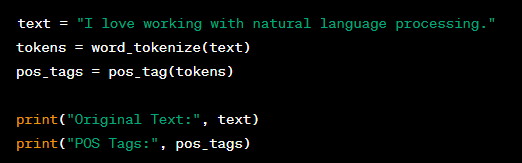 text = "I love working with natural language processing."
tokens = word_tokenize(text)
pos_tags = pos_tag(tokens)
print("Original Text:", text)
print("POS Tags:", pos_tags)